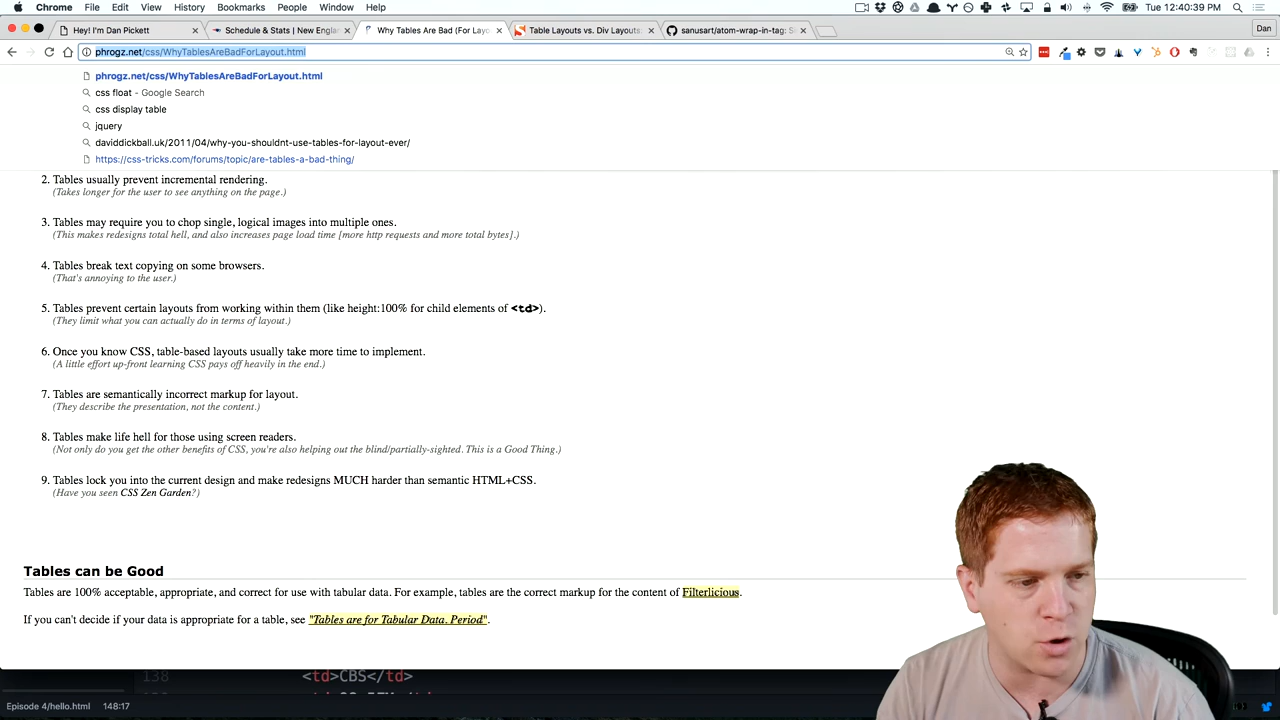 Chrome File Edit View History Bookmarks People Window Help Tue 12:40:39 PM
Hey! I'm Dan Pickett × Schedule & Stats | New Engla × Why Tables Are Bad (For Layo × Table Layouts vs. Div Layouts × sanusart/atom-wrap-in-tag: S × Dan
phrogz.net/css/WhyTablesAreBadForLayout.html
phrogz.net/css/WhyTablesAreBadForLayout.html
css float - Google Search
css display table
jquery
daviddickball.uk/2011/04/why-you-shouldnt-use-tables-for-layout-ever/
https://css-tricks.com/forums/topic/are-tables-a-bad-thing/
2. Tables usually prevent incremental rendering.
(Takes longer for the user to see anything on the page.)
3. Tables may require you to chop single, logical images into multiple ones.
(This makes redesigns total hell, and also increases page load time [more http requests and more total bytes].)
4. Tables break text copying on some browsers.
(That's annoying to the user.)
5. Tables prevent certain layouts from working within them (like height:100% for child elements of <td>).
(They limit what you can actually do in terms of layout.)
6. Once you know CSS, table-based layouts usually take more time to implement.
(A little effort up-front learning CSS pays off heavily in the end.)
7. Tables are semantically incorrect markup for layout.
(They describe the presentation, not the content.)
8. Tables make life hell for those using screen readers.
(Not only do you get the other benefits of CSS, you're also helping out the blind/partially-sighted. This is a Good Thing.)
9. Tables lock you into the current design and make redesigns MUCH harder than semantic HTML+CSS.
(Have you seen CSS Zen Garden?)
Tables can be Good
Tables are 100% acceptable, appropriate, and correct for use with tabular data. For example, tables are the correct markup for the content of Filterlicious.
If you can't decide if your data is appropriate for a table, see "Tables are for Tabular Data. Period".
138 <td>CBS</td>
Episode 4/hello.html 148:17